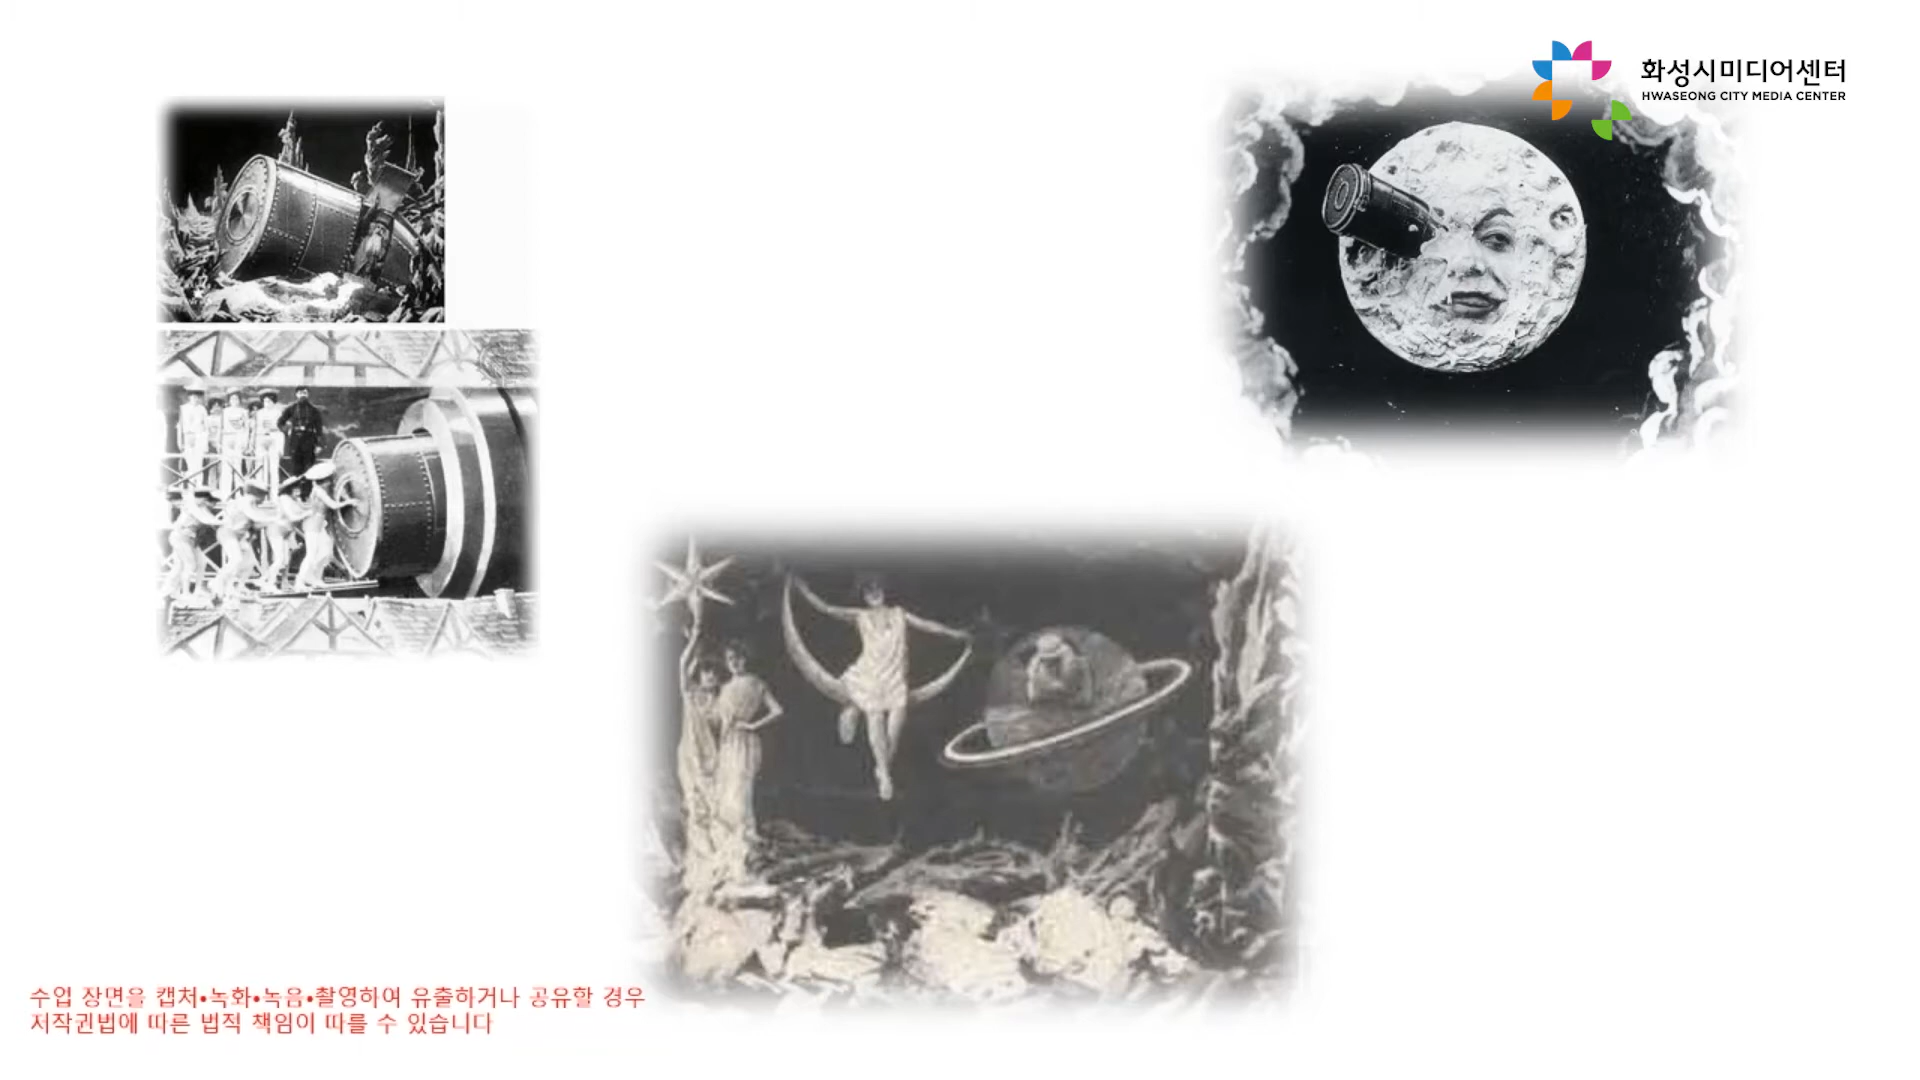 화성시미디어센터
HWASEONG CITY MEDIA CENTER
수업 장면을 캡처•녹화•녹음•촬영하여 유출하거나 공유할 경우
저작권법에 따른 법적 책임이 따를 수 있습니다